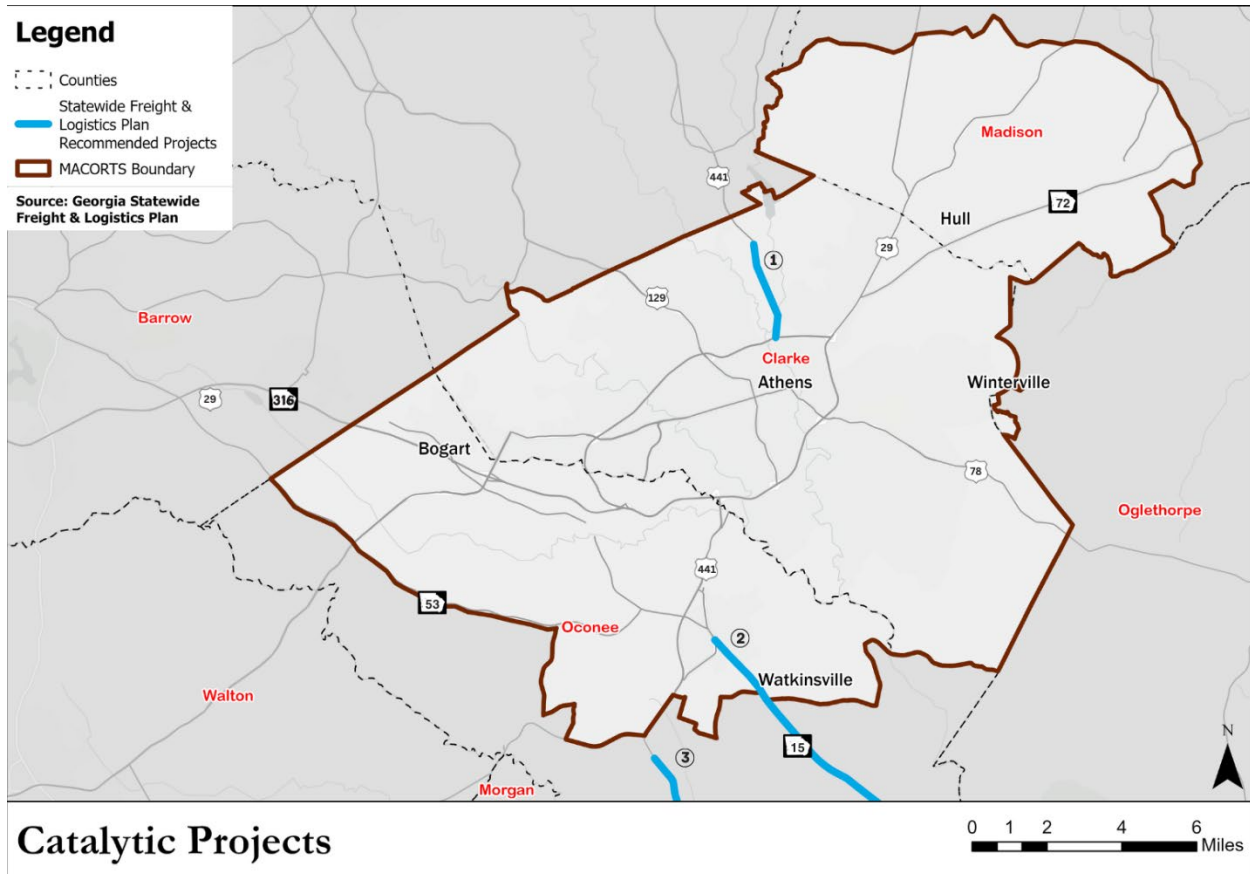 Legend
Counties
Statewide Freight &
Logistics Plan
Recommended Projects
MACORTS Boundary
Source: Georgia Statewide
Freight & Logistics Plan
Madison
441
72
Hull
29
1
129
Barrow
Clarke
Athens
Winterville
316
29
Bogart
78
Oglethorpe
441
53
Oconee
2
Watkinsville
Walton
15
3
Morgan
N
Catalytic Projects
0 1 2 4 6
Miles